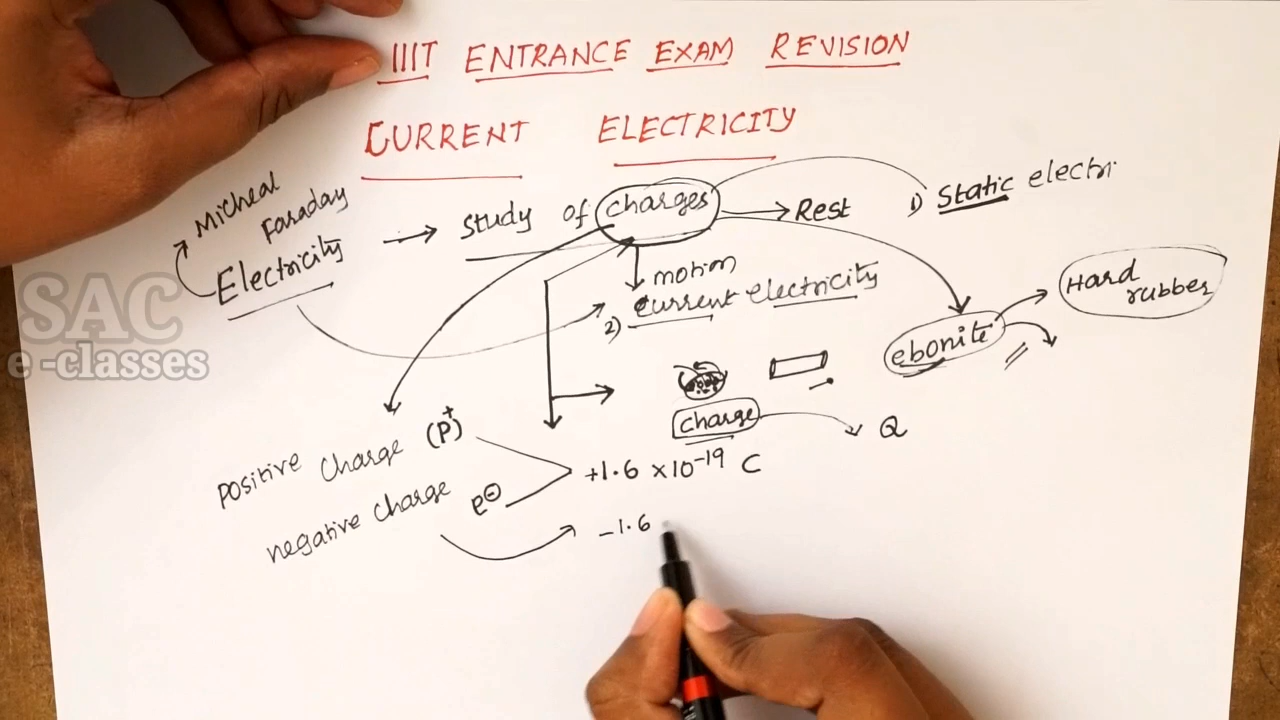 IIIT ENTRANCE EXAM REVISION
CURRENT ELECTRICITY
Micheal
Faraday
Electricity → Study of charges → Rest 1) Static electri
motion
2) Current electricity
Hard
rubber
ebonite
SAC
e-classes
charge → Q
positive charge (P⁺)
+1.6 ×10⁻¹⁹ C
negative charge e⊖
−1.6